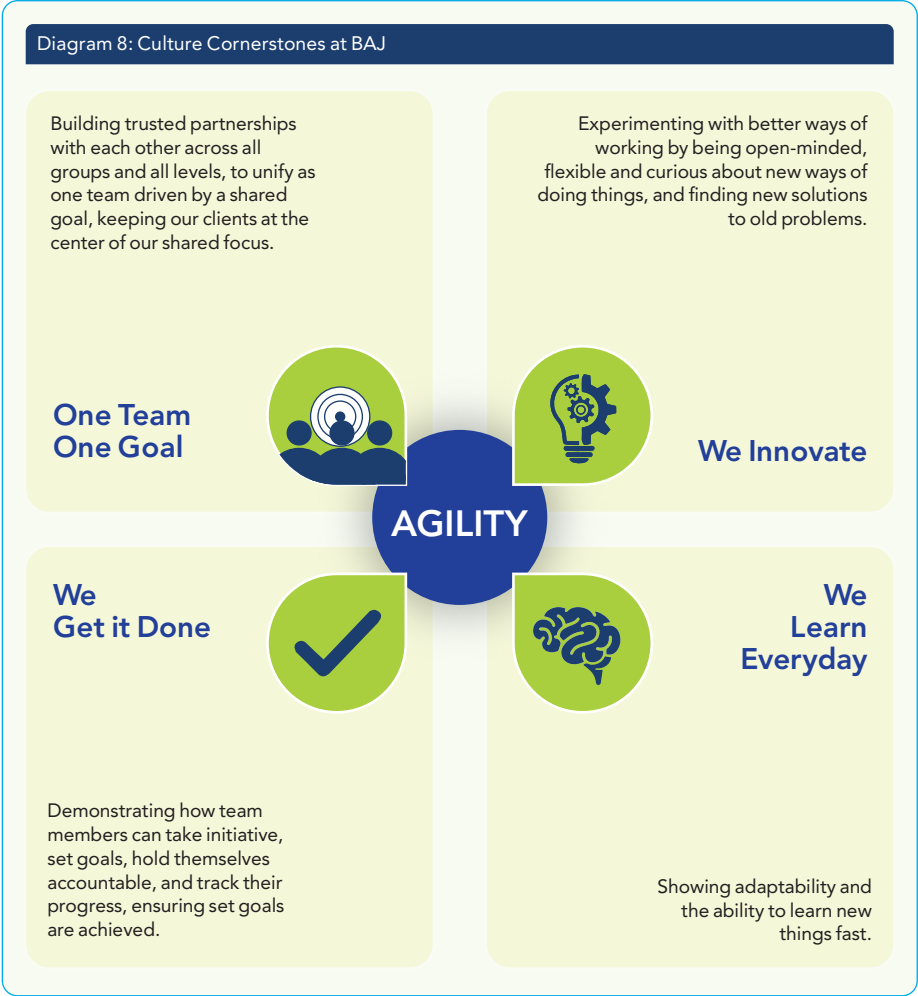 Diagram 8: Culture Cornerstones at BAJ
Building trusted partnerships
with each other across all
groups and all levels, to unify as
one team driven by a shared
goal, keeping our clients at the
center of our shared focus.
One Team
One Goal
Experimenting with better ways of
working by being open-minded,
flexible and curious about new ways of
doing things, and finding new solutions
to old problems.
We Innovate
AGILITY
We
Get it Done
Demonstrating how team
members can take initiative,
set goals, hold themselves
accountable, and track their
progress, ensuring set goals
are achieved.
We
Learn
Everyday
Showing adaptability and
the ability to learn new
things fast.